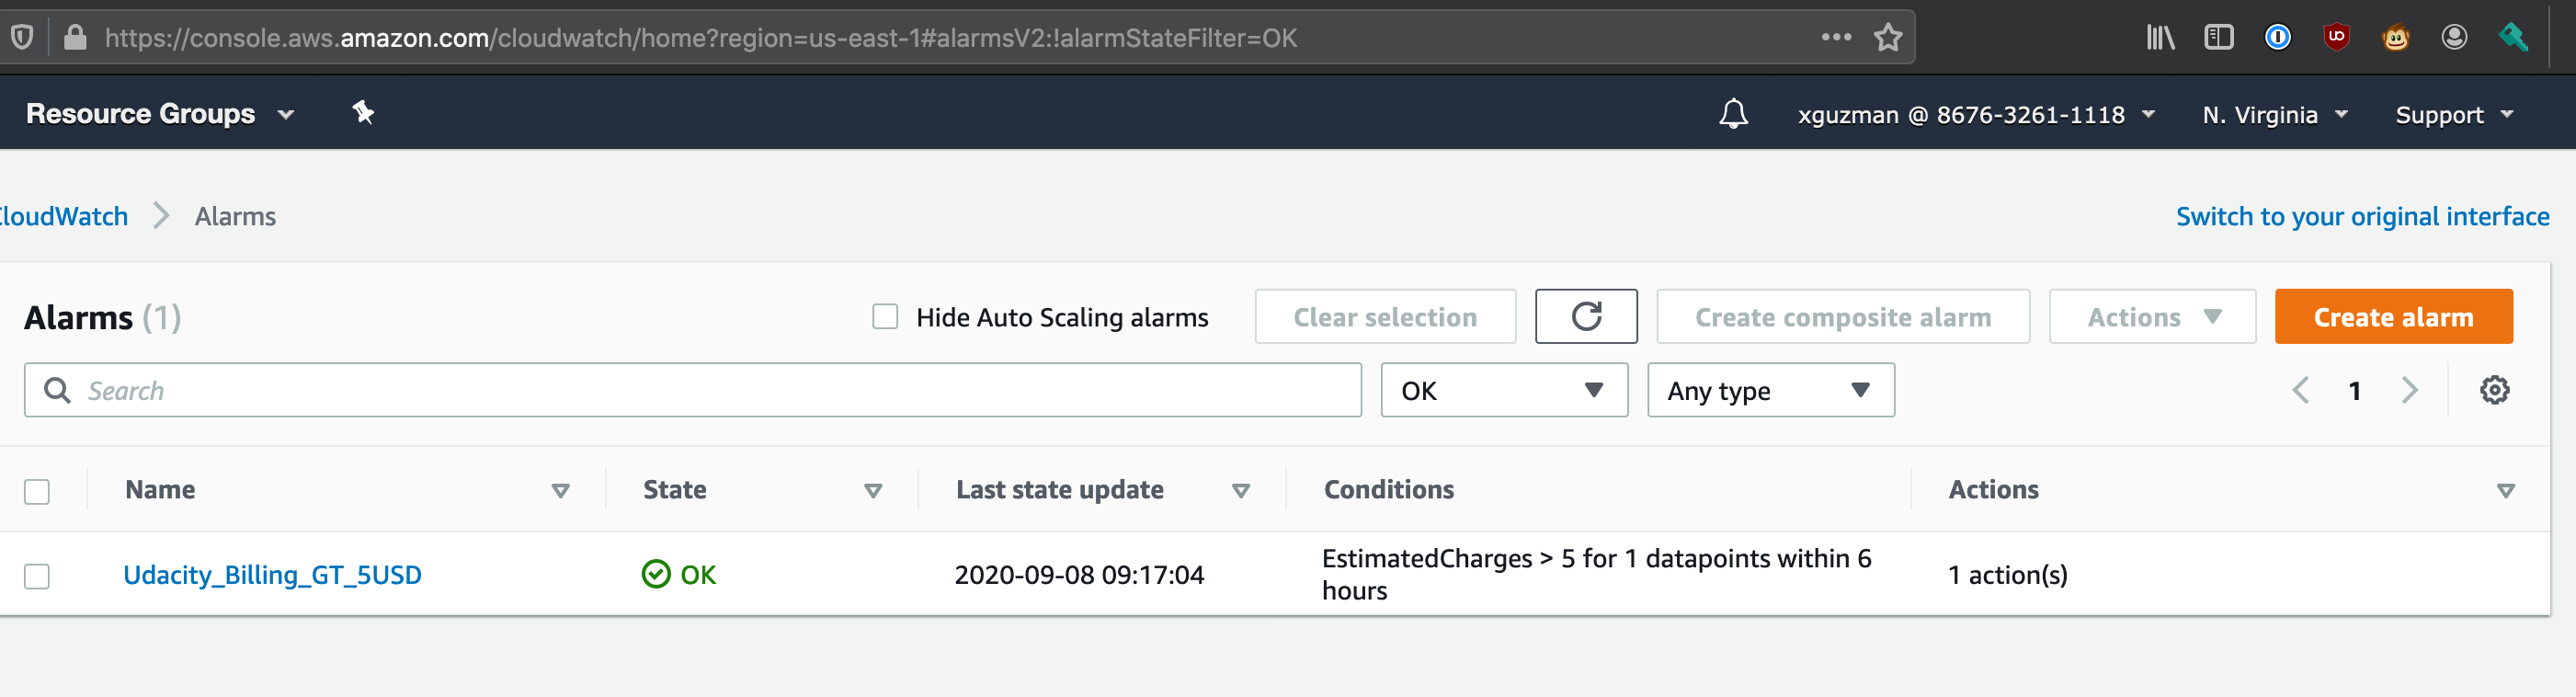 https://console.aws.amazon.com/cloudwatch/home?region=us-east-1#alarmsV2:!alarmStateFilter=OK
Resource Groups xguzman @ 8676-3261-1118 N. Virginia Support
CloudWatch Alarms Switch to your original interface
Alarms (1) Hide Auto Scaling alarms Clear selection Create composite alarm Actions Create alarm
Search OK Any type 1
Name State Last state update Conditions Actions
Udacity_Billing_GT_5USD OK 2020-09-08 09:17:04 EstimatedCharges > 5 for 1 datapoints within 6 hours 1 action(s)